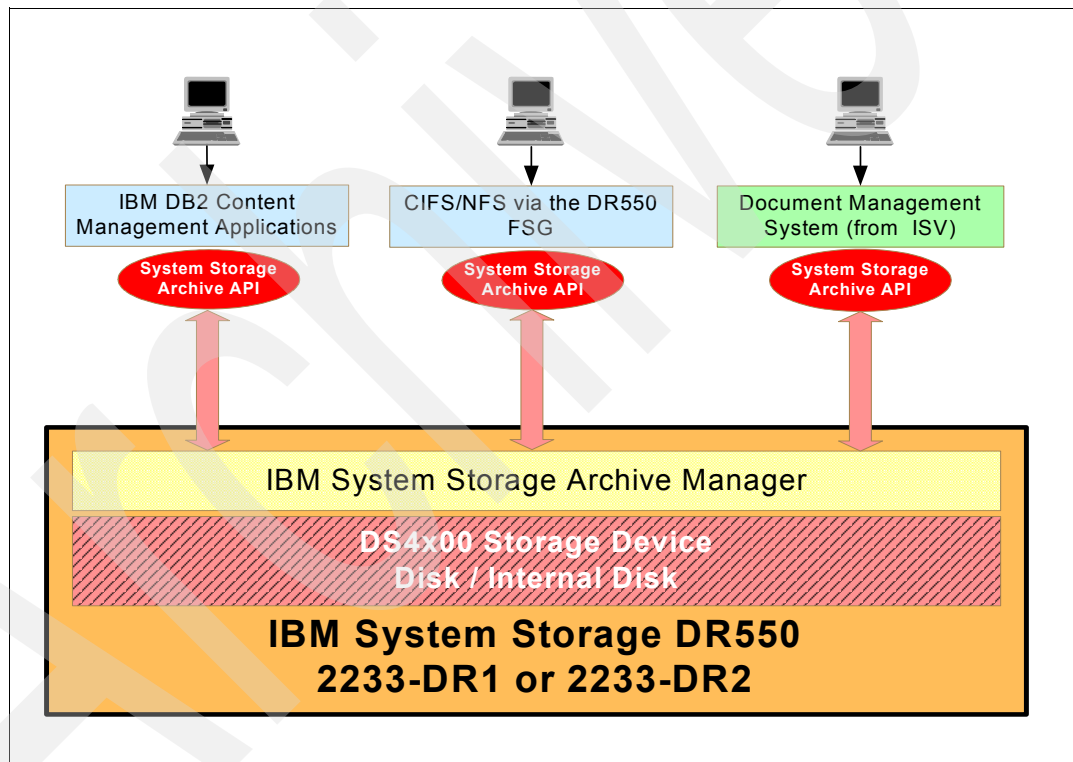 IBM DB2 Content
Management Applications
CIFS/NFS via the DR550
FSG
Document Management
System (from ISV)
System Storage
Archive API
System Storage
Archive API
System Storage
Archive API
IBM System Storage Archive Manager
DS4x00 Storage Device
Disk / Internal Disk
IBM System Storage DR550
2233-DR1 or 2233-DR2